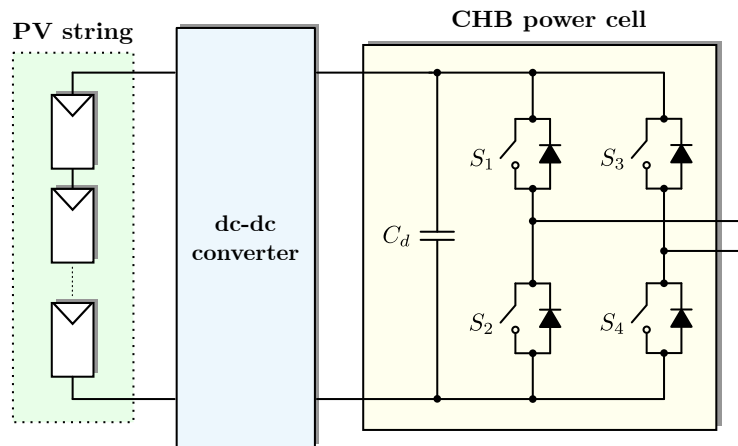 PV string
CHB power cell
dc-dc
converter
C_d
S_1
S_3
S_2
S_4